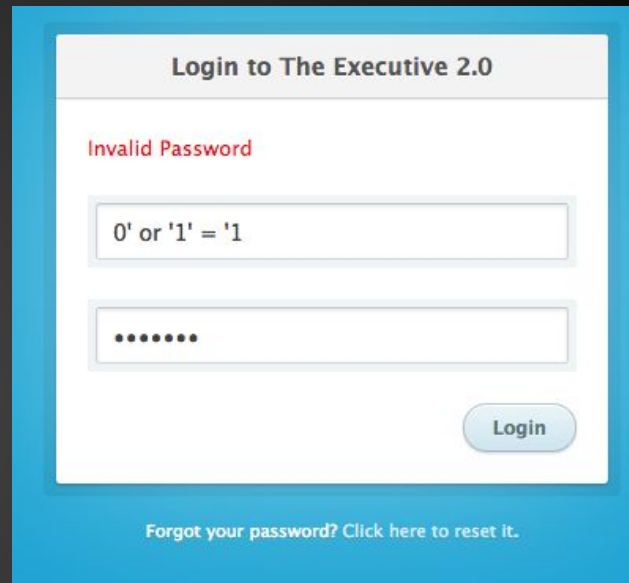 Login to The Executive 2.0
Invalid Password
0' or '1' = '1
•••••••
Login
Forgot your password? Click here to reset it.